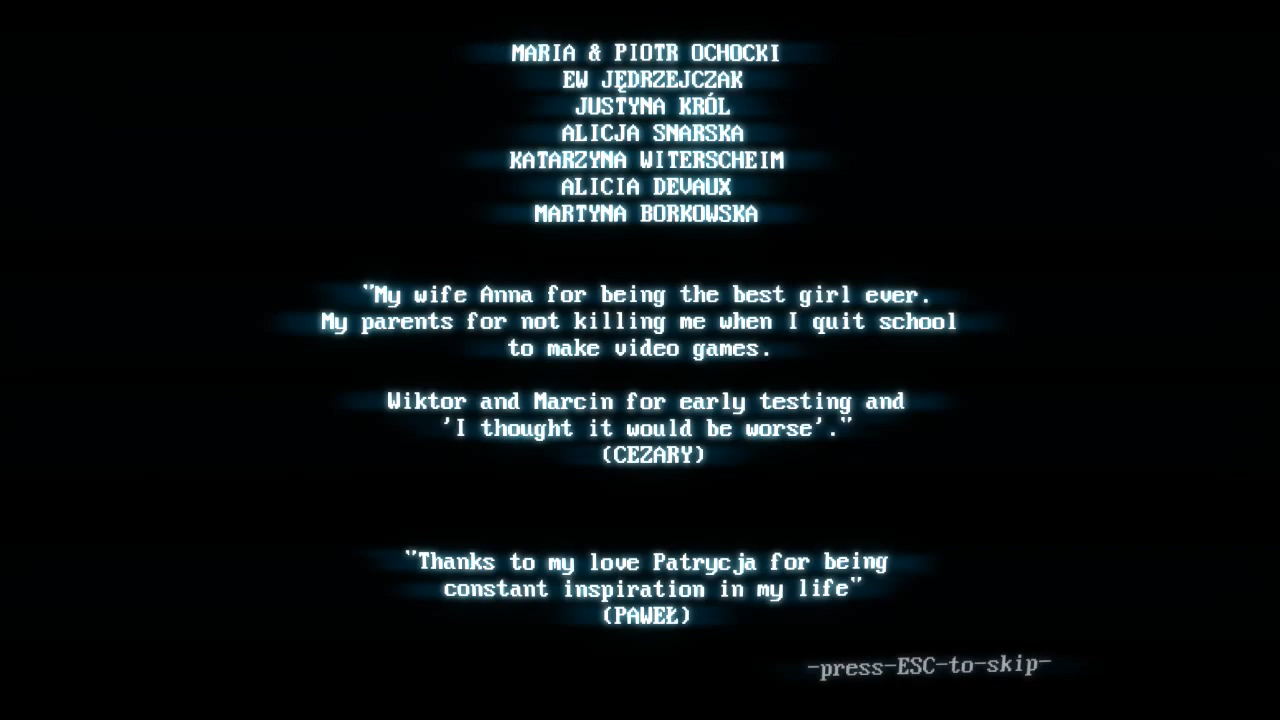 MARIA & PIOTR OCHOCKI
EW JĘDRZEJCZAK
JUSTYNA KRÓL
ALICJA SNARSKA
KATARZYNA WITERSCHEIM
ALICIA DEVAUX
MARTYNA BORKOWSKA
"My wife Anna for being the best girl ever.
My parents for not killing me when I quit school
to make video games.
Wiktor and Marcin for early testing and
'I thought it would be worse'."
(CEZARY)
"Thanks to my love Patrycja for being
constant inspiration in my life"
(PAWEŁ)
-press-ESC-to-skip-